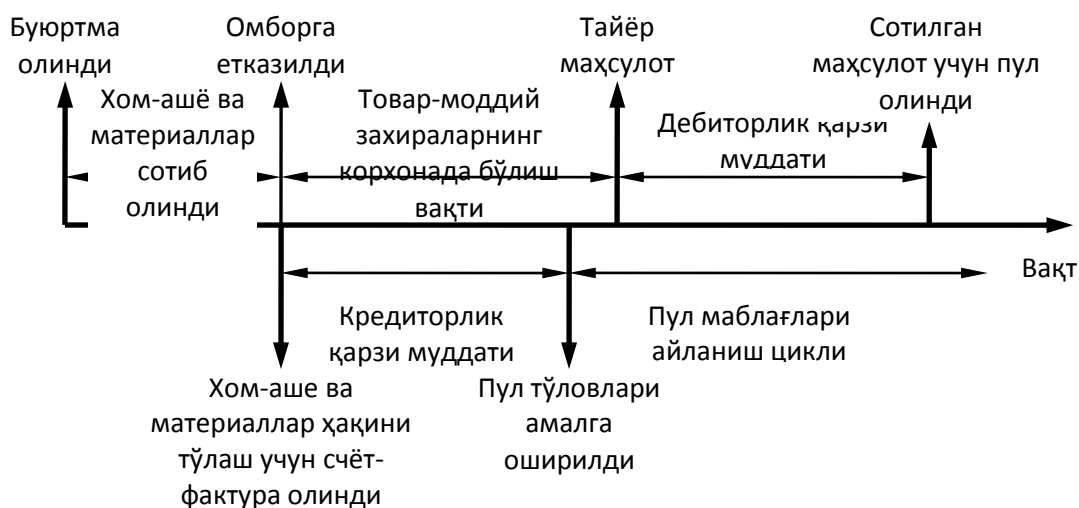 Буюртма
олинди
Омборга
етказилди
Тайёр
маҳсулот
Сотилган
маҳсулот учун пул
олинди
Хом-ашё ва
материаллар
сотиб
олинди
Товар-моддий
захираларнинг
корхонада бўлиш
вақти
Дебиторлик қарзи
муддати
Вақт
Кредиторлик
қарзи муддати
Пул маблағлари
айланиш цикли
Хом-аше ва
материаллар ҳақини
тўлаш учун счёт-
фактура олинди
Пул тўловлари
амалга
оширилди